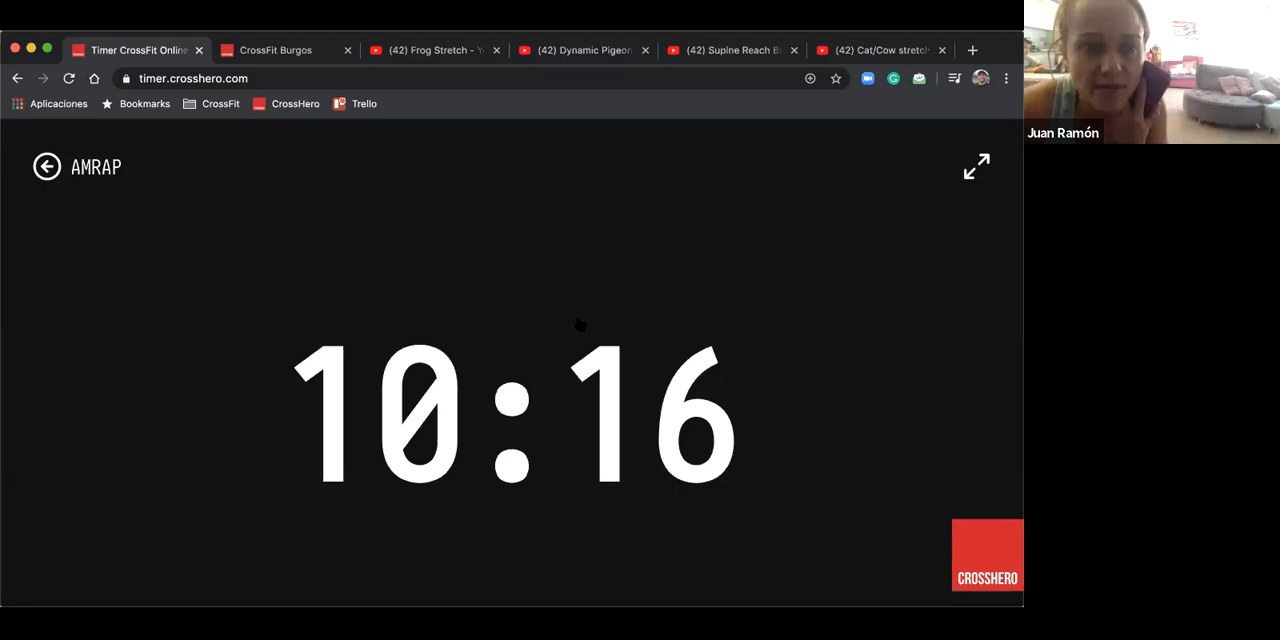 Timer CrossFit Online
CrossFit Burgos
(42) Frog Stretch - Y
(42) Dynamic Pigeon
(42) Supine Reach B
(42) Cat/Cow stretch
timer.crosshero.com
Aplicaciones
Bookmarks
CrossFit
CrossHero
Trello
Juan Ramón
AMRAP
10:16
CROSSHERO